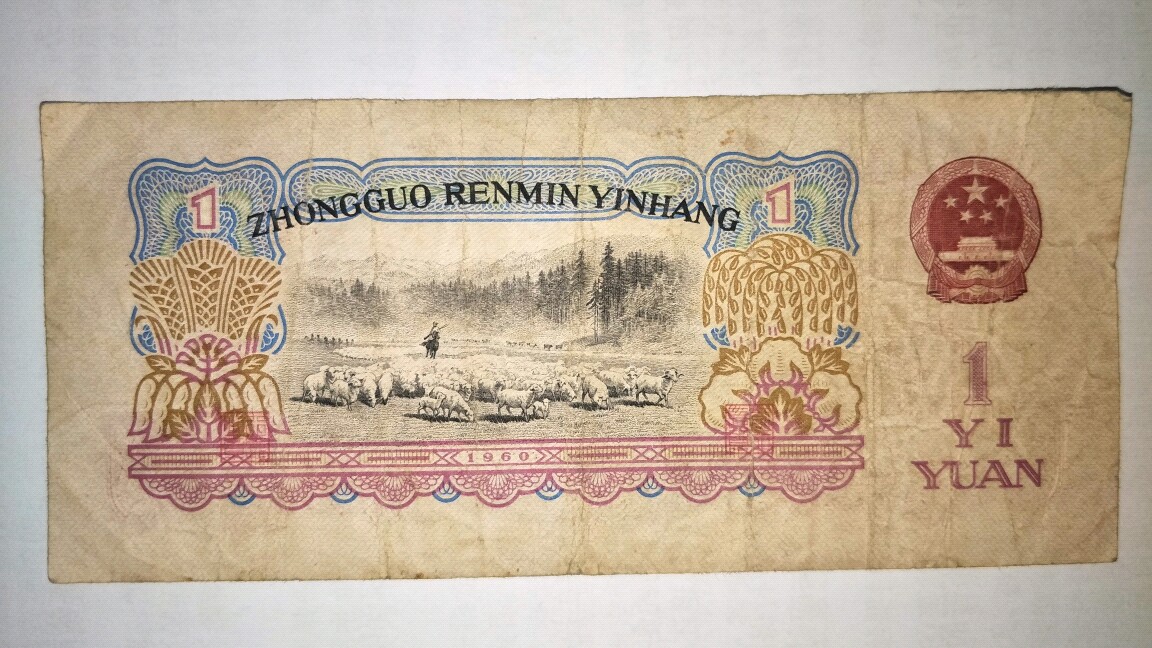 1 ZHONGGUO RENMIN YINHANG 1
1960
1
YI
YUAN